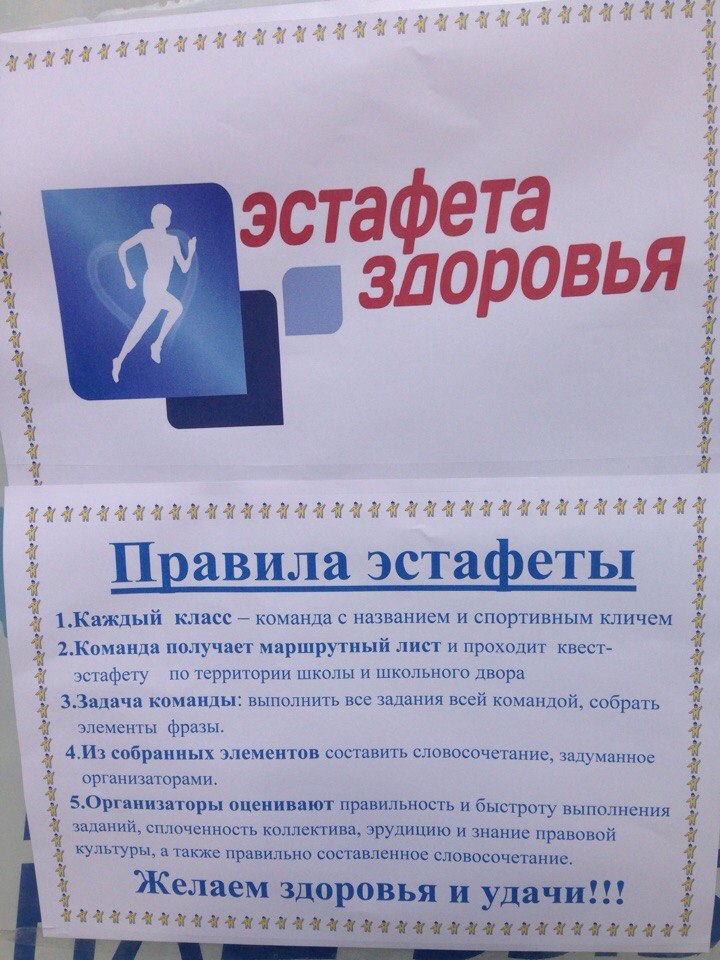 эстафета
здоровья
Правила эстафеты
1.Каждый класс – команда с названием и спортивным кличем
2.Команда получает маршрутный лист и проходит квест-
эстафету по территории школы и школьного двора
3.Задача команды: выполнить все задания всей командой, собрать
элементы фразы.
4.Из собранных элементов составить словосочетание, задуманное
организаторами.
5.Организаторы оценивают правильность и быстроту выполнения
заданий, сплоченность коллектива, эрудицию и знание правовой
культуры, а также правильно составленное словосочетание.
Желаем здоровья и удачи!!!